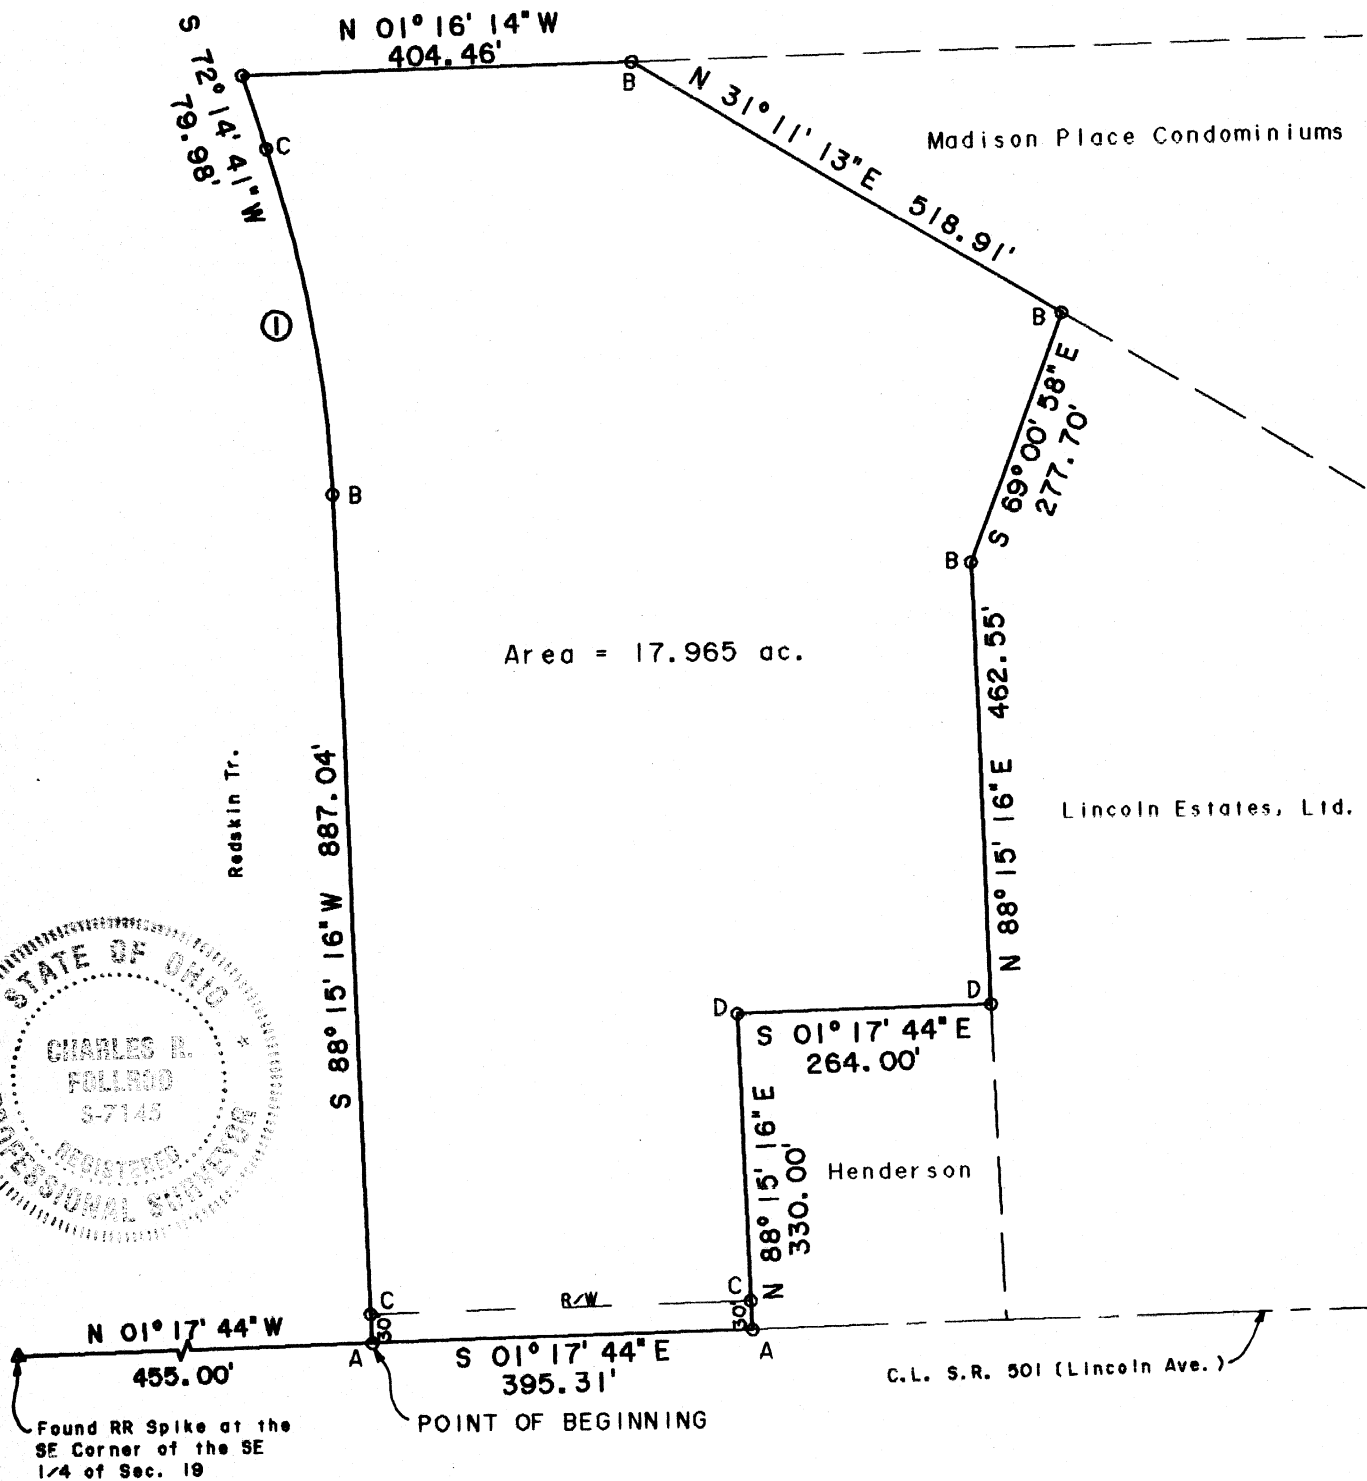 N 01° 16' 14" W
404.46'
S 72° 14' 41" W
79.98'
B
C
N 31° 11' 13" E 518.91'
Madison Place Condominiums
1
B
S 69° 00' 58" E
277.70'
B
B
Area = 17.965 ac.
N 88° 15' 16" E 462.55'
Redskin Tr.
S 88° 15' 16" W 887.04'
Lincoln Estates, Ltd.
STATE OF OHIO
*
CHARLES R.
FOLLROD
S-7145
REGISTERED
PROFESSIONAL SURVEYOR
D
D
S 01° 17' 44" E
264.00'
N 88° 15' 16" E
330.00'
Henderson
C
R/W
C
30'
30'
N 01° 17' 44" W
455.00'
A
S 01° 17' 44" E
395.31'
A
C.L. S.R. 501 (Lincoln Ave.)
POINT OF BEGINNING
Found RR Spike at the
SE Corner of the SE
1/4 of Sec. 19